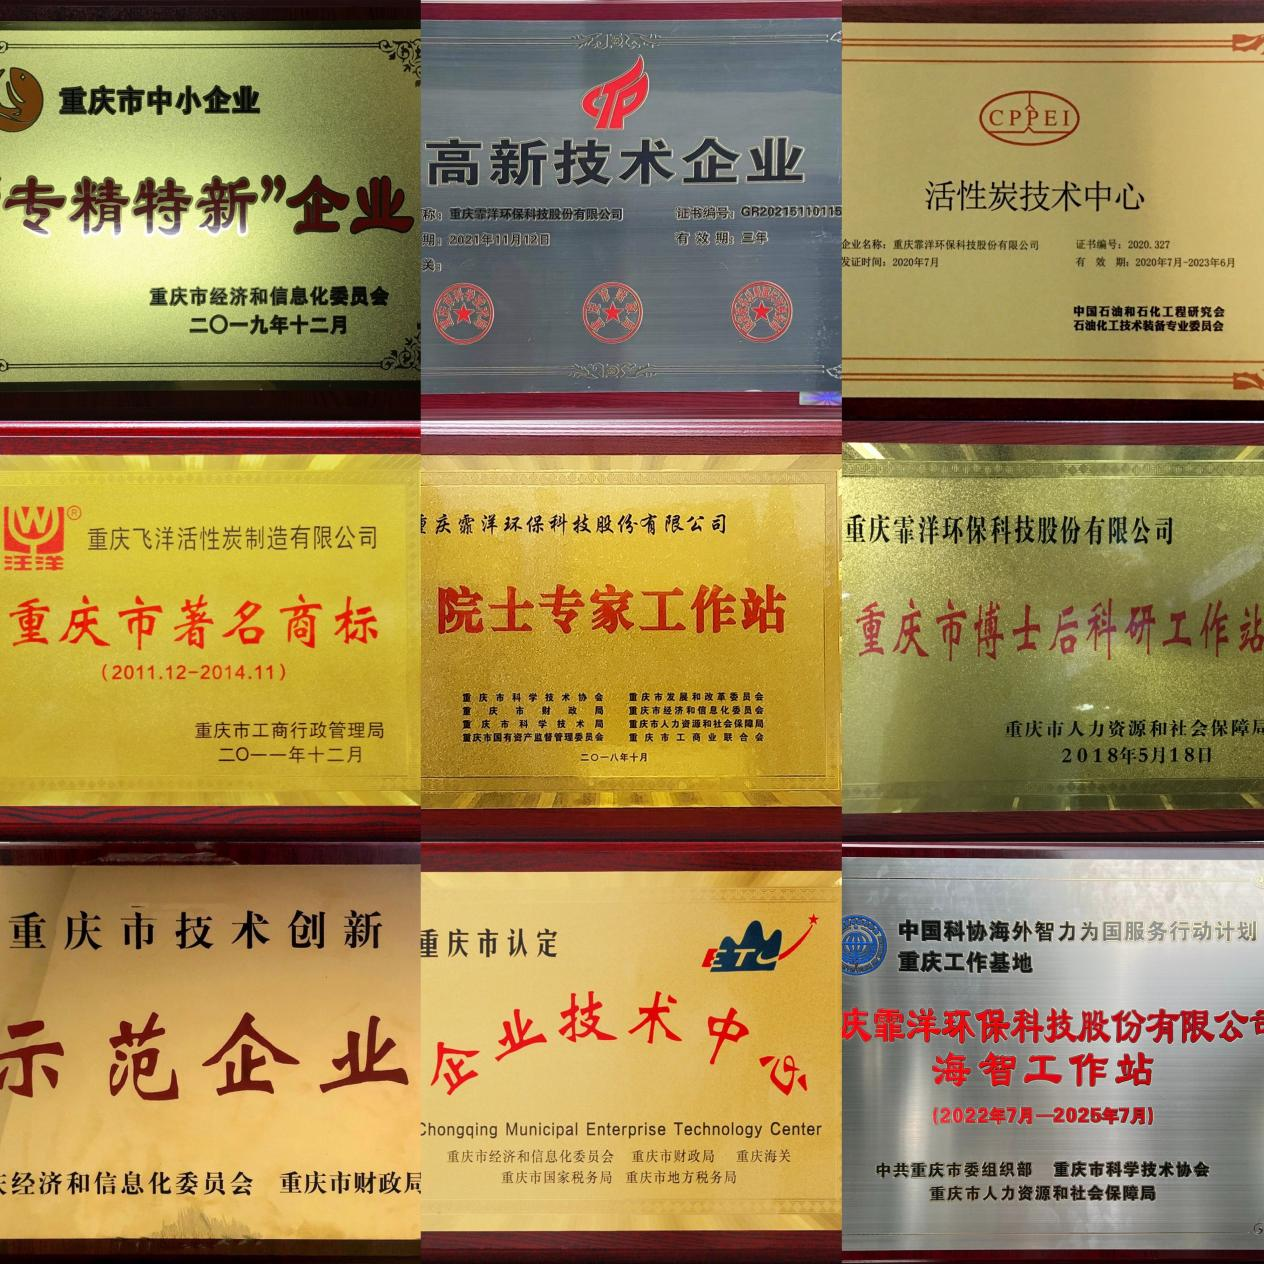 重庆市中小企业
“专精特新”企业
重庆市经济和信息化委员会
二〇一九年十二月
高新技术企业
称：重庆霏洋环保科技股份有限公司
证书编号：GR20215110115
期：2021年11月12日
有 效 期：三年
关：
CPPEI
活性炭技术中心
企业名称：重庆霏洋环保科技股份有限公司
证书编号：2020.327
发证时间：2020年7月
有 效 期：2020年7月-2023年6月
中国石油和石化工程研究会
石油化工技术装备专业委员会
汪洋
®
重庆飞洋活性炭制造有限公司
重庆市著名商标
(2011.12-2014.11)
重庆市工商行政管理局
二〇一一年十二月
重庆霏洋环保科技股份有限公司
院士专家工作站
重庆市科学技术协会 重庆市发展和改革委员会
重庆市财政局 重庆市经济和信息化委员会
重庆市科学技术局 重庆市人力资源和社会保障局
重庆市国有资产监督管理委员会 重庆市工商业联合会
二〇一八年十月
重庆霏洋环保科技股份有限公司
重庆市博士后科研工作站
重庆市人力资源和社会保障局
2018年5月18日
重庆市技术创新
示范企业
庆经济和信息化委员会 重庆市财政局
重庆市认定
ETC
企业技术中心
Chongqing Municipal Enterprise Technology Center
重庆市经济和信息化委员会 重庆市财政局 重庆海关
重庆市国家税务局 重庆市地方税务局
中国科协海外智力为国服务行动计划
重庆工作基地
庆霏洋环保科技股份有限公司
海智工作站
(2022年7月—2025年7月)
中共重庆市委组织部 重庆市科学技术协会
重庆市人力资源和社会保障局